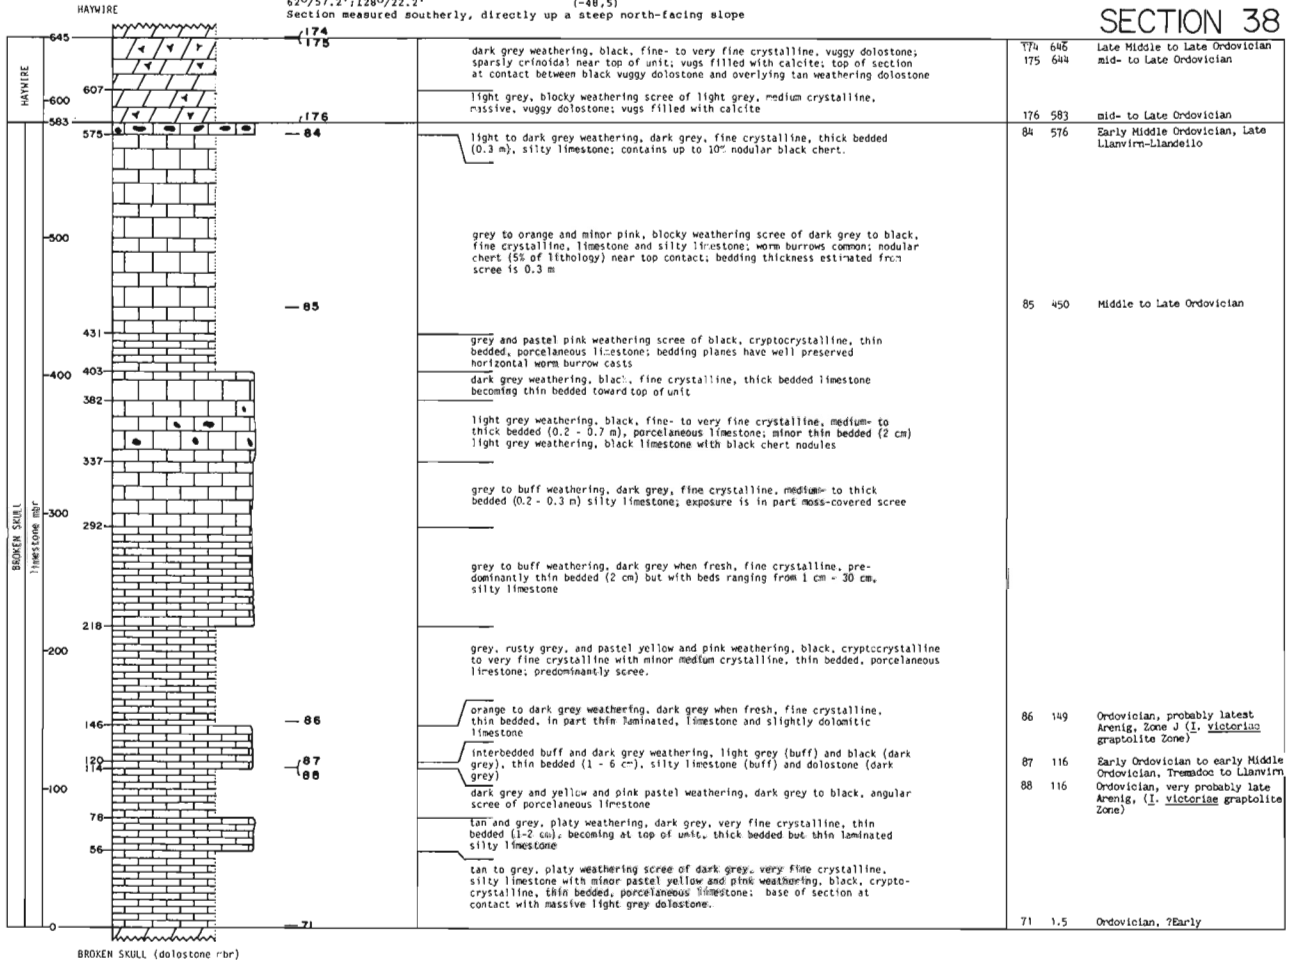 HAYWIRE
62°57.2';128°/22.2' (-48,5)
Section measured southerly, directly up a steep north-facing slope
SECTION 38
645
174
175
dark grey weathering, black, fine- to very fine crystalline, vuggy dolostone;
sparsly crinoidal near top of unit; vugs filled with calcite; top of section
at contact between black vuggy dolostone and overlying tan weathering dolostone
174 646 Late Middle to Late Ordovician
175 644 mid- to Late Ordovician
HAYWIRE
607
600
light grey, blocky weathering scree of light grey, medium crystalline,
massive, vuggy dolostone; vugs filled with calcite
583
176
176 583 mid- to Late Ordovician
575
84
light to dark grey weathering, dark grey, fine crystalline, thick bedded
(0.3 m), silty limestone; contains up to 10% nodular black chert.
84 576 Early Middle Ordovician, Late
Llanvirn-Llandeilo
500
grey to orange and minor pink, blocky weathering scree of dark grey to black,
fine crystalline, limestone and silty limestone; worm burrows common; nodular
chert (5% of lithology) near top contact; bedding thickness estimated from
scree is 0.3 m
85
85 450 Middle to Late Ordovician
431
grey and pastel pink weathering scree of black, cryptocrystalline, thin
bedded, porcelaneous limestone; bedding planes have well preserved
horizontal worm burrow casts
403
400
dark grey weathering, black, fine crystalline, thick bedded limestone
becoming thin bedded toward top of unit
382
light grey weathering, black, fine- to very fine crystalline, medium- to
thick bedded (0.2 - 0.7 m), porcelaneous limestone; minor thin bedded (2 cm)
light grey weathering, black limestone with black chert nodules
337
grey to buff weathering, dark grey, fine crystalline, medium- to thick
bedded (0.2 - 0.3 m) silty limestone; exposure is in part moss-covered scree
300
292
BROKEN SKULL
limestone mbr
grey to buff weathering, dark grey when fresh, fine crystalline, pre-
dominantly thin bedded (2 cm) but with beds ranging from 1 cm - 30 cm,
silty limestone
218
200
grey, rusty grey, and pastel yellow and pink weathering, black, cryptocrystalline
to very fine crystalline with minor medium crystalline, thin bedded, porcelaneous
limestone; predominantly scree.
146
86
orange to dark grey weathering, dark grey when fresh, fine crystalline,
thin bedded, in part thin laminated, limestone and slightly dolomitic
limestone
86 149 Ordovician, probably latest
Arenig, Zone J (I. victoriae
graptolite Zone)
120
114
87
88
interbedded buff and dark grey weathering, light grey (buff) and black (dark
grey), thin bedded (1 - 6 cm), silty limestone (buff) and dolostone (dark
grey)
87 116 Early Ordovician to early Middle
Ordovician, Tremadoc to Llanvirn
100
dark grey and yellow and pink pastel weathering, dark grey to black, angular
scree of porcelaneous limestone
88 116 Ordovician, very probably late
Arenig, (I. victoriae graptolite
Zone)
78
tan and grey, platy weathering, dark grey, very fine crystalline, thin
bedded (1-2 cm), becoming at top of unit, thick bedded but thin laminated
silty limestone
56
tan to grey, platy weathering scree of dark grey, very fine crystalline,
silty limestone with minor pastel yellow and pink weathering, black, crypto-
crystalline, thin bedded, porcelaneous limestone; base of section at
contact with massive light grey dolostone.
0
71
71 1.5 Ordovician, ?Early
BROKEN SKULL (dolostone mbr)